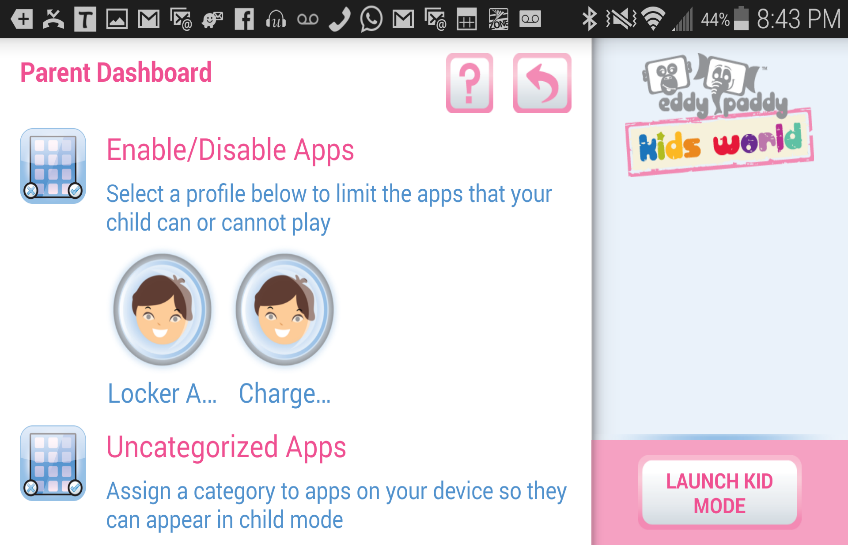 44% 8:43 PM
Parent Dashboard
?
eddy paddy™
kids world
Enable/Disable Apps
Select a profile below to limit the apps that your
child can or cannot play
Locker A... Charge...
Uncategorized Apps
Assign a category to apps on your device so they
can appear in child mode
LAUNCH KID
MODE